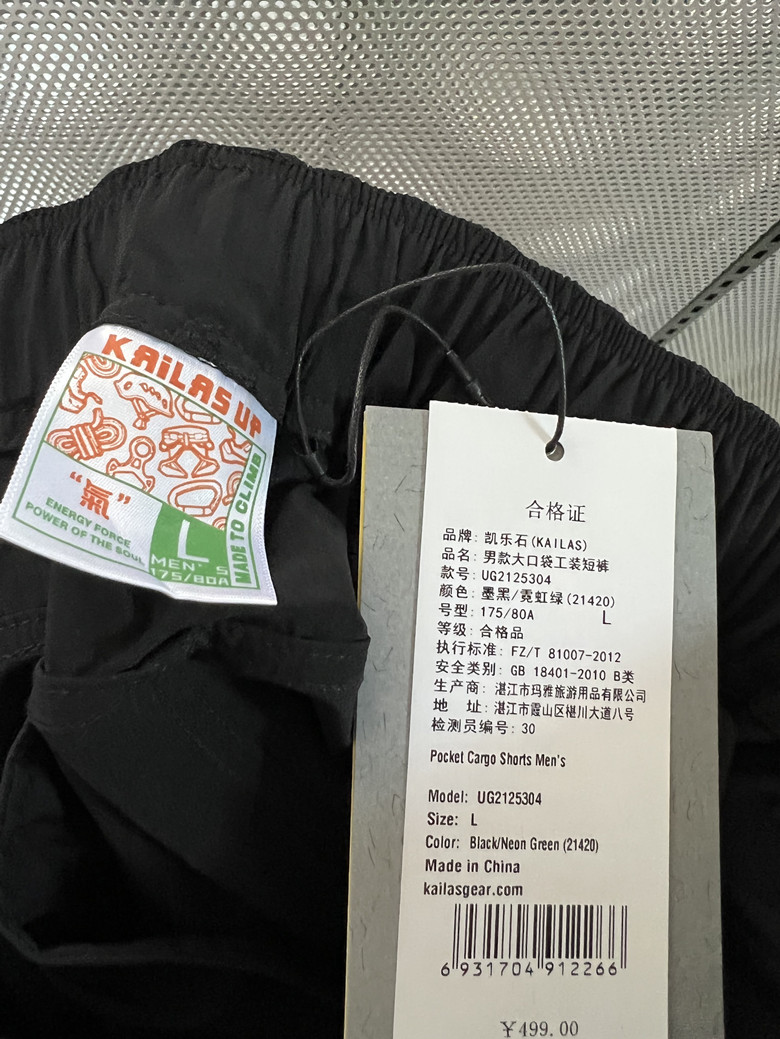 KAILAS UP
“氣”
ENERGY FORCE
POWER OF THE SOUL
L
MEN'S
175/80A
MADE TO CLIMB
合格证
品牌: 凯乐石(KAILAS)
品名: 男款大口袋工装短裤
款号: UG2125304
颜色: 墨黑/霓虹绿(21420)
号型: 175/80A L
等级: 合格品
执行标准: FZ/T 81007-2012
安全类别: GB 18401-2010 B类
生产商: 湛江市玛雅旅游用品有限公司
地 址: 湛江市霞山区椹川大道八号
检测员编号: 30
Pocket Cargo Shorts Men's
Model: UG2125304
Size: L
Color: Black/Neon Green (21420)
Made in China
kailasgear.com
6 931704 912266
¥499.00